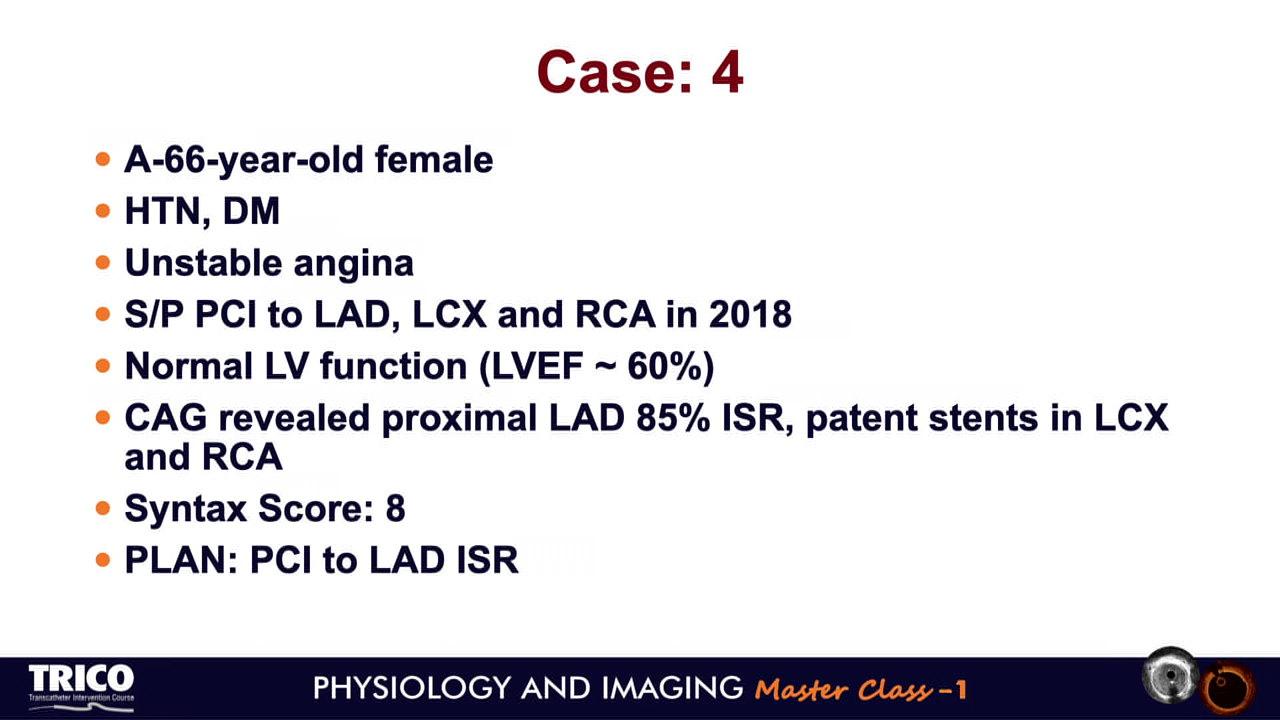 Case: 4
• A-66-year-old female
• HTN, DM
• Unstable angina
• S/P PCI to LAD, LCX and RCA in 2018
• Normal LV function (LVEF ~ 60%)
• CAG revealed proximal LAD 85% ISR, patent stents in LCX
and RCA
• Syntax Score: 8
• PLAN: PCI to LAD ISR
TRICO
Transcatheter Intervention Course
PHYSIOLOGY AND IMAGING Master Class -1